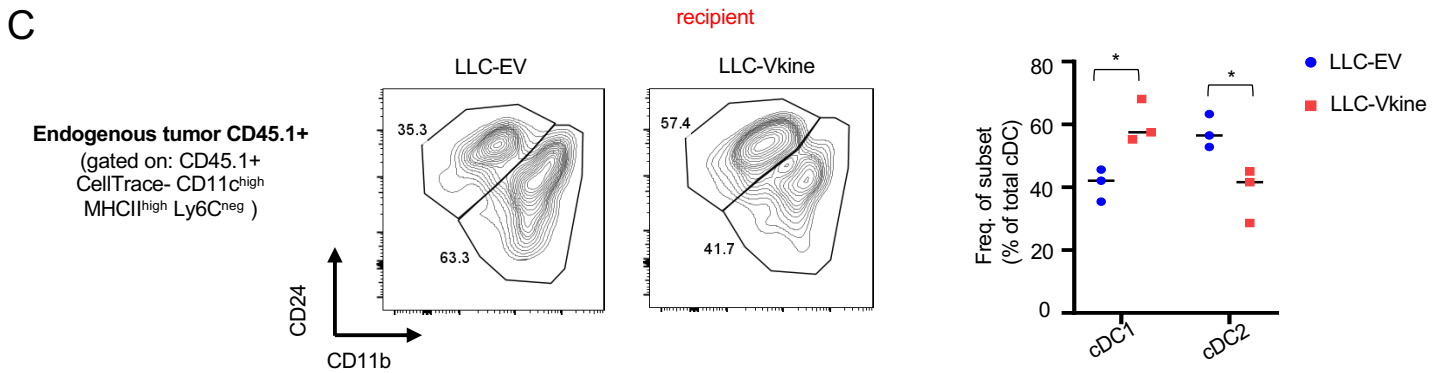 C
recipient
LLC-EV
LLC-Vkine
Endogenous tumor CD45.1+
(gated on: CD45.1+
CellTrace- CD11chigh
MHCIIhigh Ly6Cneg )
35.3
63.3
57.4
41.7
CD24
CD11b
Freq. of subset
(% of total cDC)
80
60
40
20
0
*
*
cDC1
cDC2
LLC-EV
LLC-Vkine